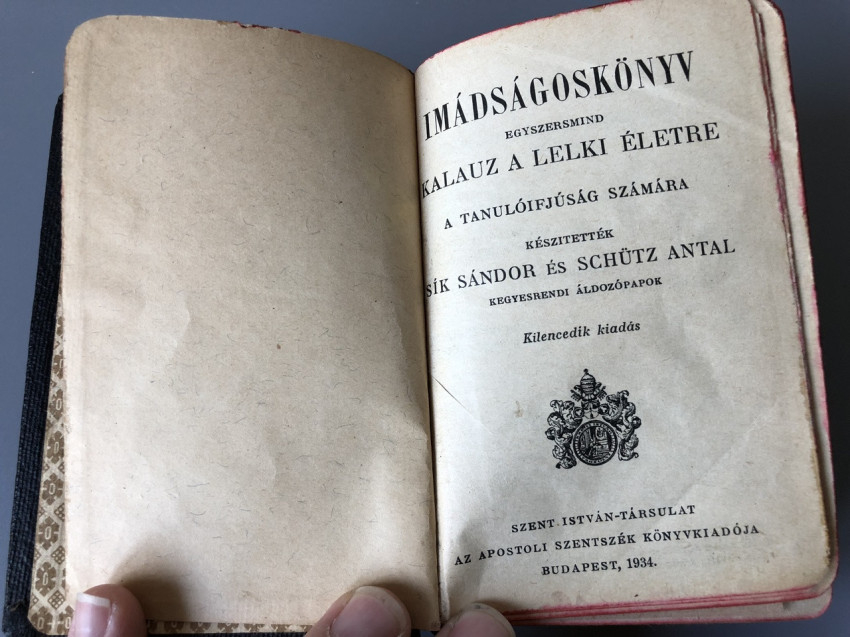 IMÁDSÁGOSKÖNYV
EGYSZERSMIND
KALAUZ A LELKI ÉLETRE
A TANULÓIFJÚSÁG SZÁMÁRA
KÉSZITETTÉK
SÍK SÁNDOR ÉS SCHÜTZ ANTAL
KEGYESRENDI ÁLDOZÓPAPOK
Kilencedik kiadás
SZENT ISTVÁN-TÁRSULAT
AZ APOSTOLI SZENTSZÉK KÖNYVKIADÓJA
BUDAPEST, 1934.